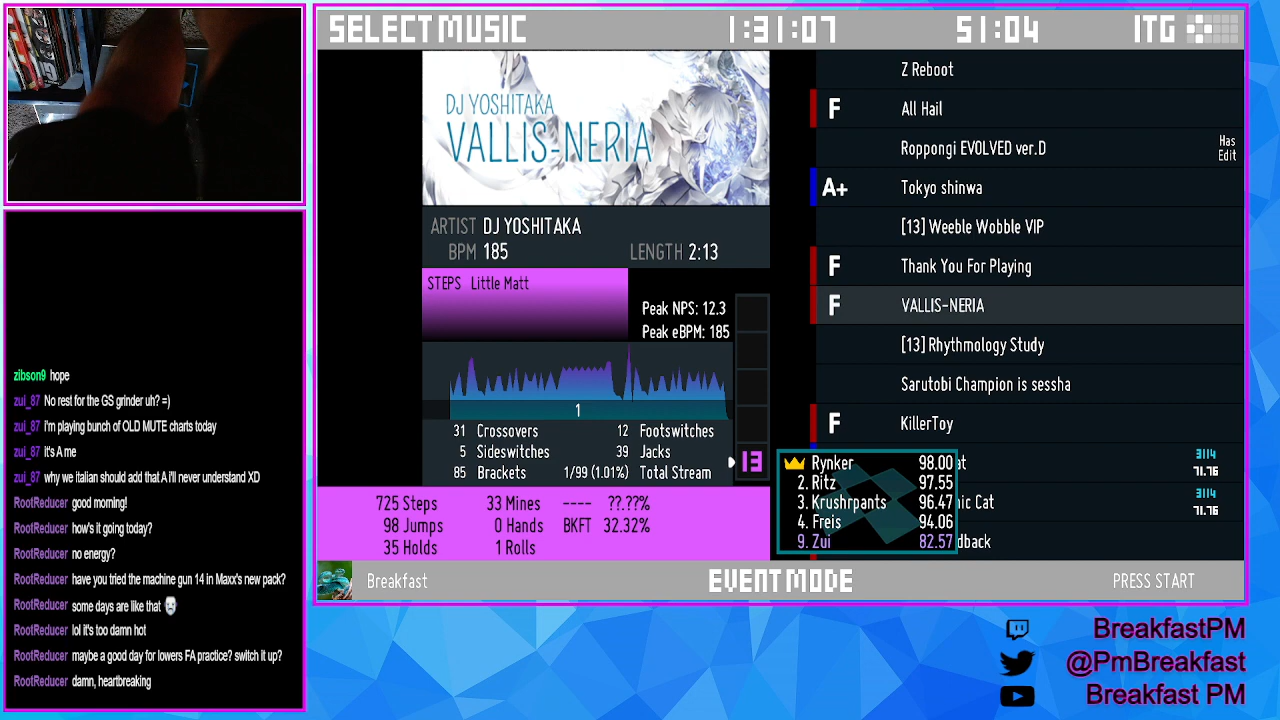 SELECT MUSIC
1:31:07
51:04
ITG
DJ YOSHITAKA
VALLIS-NERIA
ARTIST DJ YOSHITAKA
BPM 185
LENGTH 2:13
STEPS Little Matt
Peak NPS: 12.3
Peak eBPM: 185
1
31 Crossovers
12 Footswitches
5 Sideswitches
39 Jacks
85 Brackets
1/99 (1.01%) Total Stream
13
725 Steps
33 Mines
---- ??.??%
98 Jumps
0 Hands
BKFT 32.32%
35 Holds
1 Rolls
Z Reboot
F All Hail
Roppongi EVOLVED ver.D
Has
Edit
A+ Tokyo shinwa
[13] Weeble Wobble VIP
F Thank You For Playing
F VALLIS-NERIA
[13] Rhythmology Study
Sarutobi Champion is sessha
F KillerToy
at
3114
71.76
ic Cat
3114
71.76
dback
Rynker 98.00
2. Ritz 97.55
3. Krushrpants 96.47
4. Freis 94.06
9. Zui 82.57
Breakfast
EVENT MODE
PRESS START
zibson9 hope
zui_87 No rest for the GS grinder uh? =)
zui_87 i'm playing bunch of OLD MUTE charts today
zui_87 it's A me
zui_87 why we italian should add that A i'll never understand XD
RootReducer good morning!
RootReducer how's it going today?
RootReducer no energy?
RootReducer have you tried the machine gun 14 in Maxx's new pack?
RootReducer some days are like that
RootReducer lol it's too damn hot
RootReducer maybe a good day for lowers FA practice? switch it up?
RootReducer damn, heartbreaking
BreakfastPM
@PmBreakfast
Breakfast PM